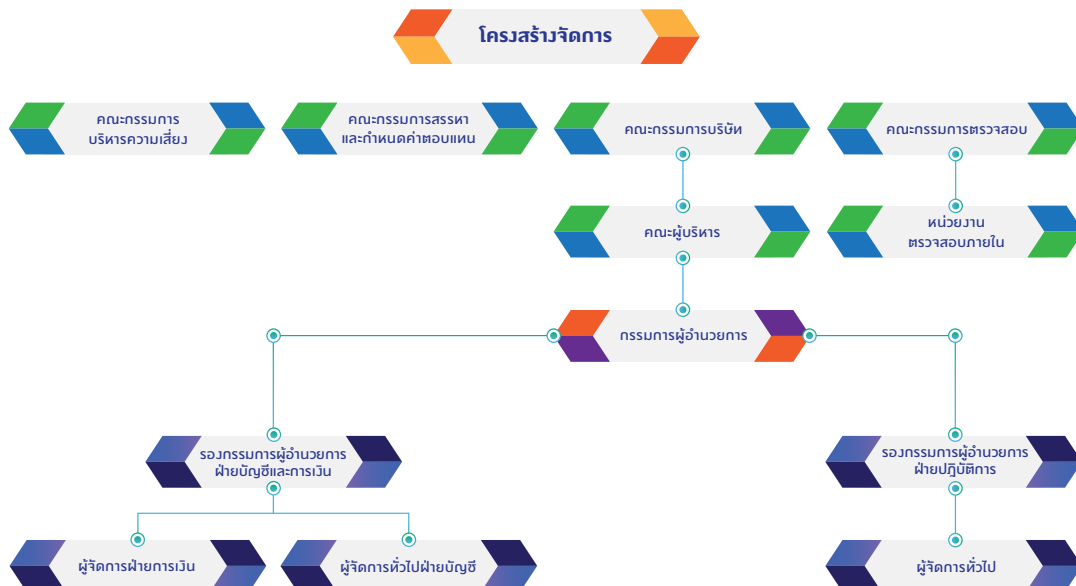 โครงสร้างจัดการ
คณะกรรมการ
บริหารความเสี่ยง
คณะกรรมการสรรหา
และกำหนดค่าตอบแทน
คณะกรรมการบริษัท
คณะกรรมการตรวจสอบ
คณะผู้บริหาร
หน่วยงาน
ตรวจสอบภายใน
กรรมการผู้อำนวยการ
รองกรรมการผู้อำนวยการ
ฝ่ายบัญชีและการเงิน
รองกรรมการผู้อำนวยการ
ฝ่ายปฎิบัติการ
ผู้จัดการฝ่ายการเงิน
ผู้จัดการทั่วไปฝ่ายบัญชี
ผู้จัดการทั่วไป